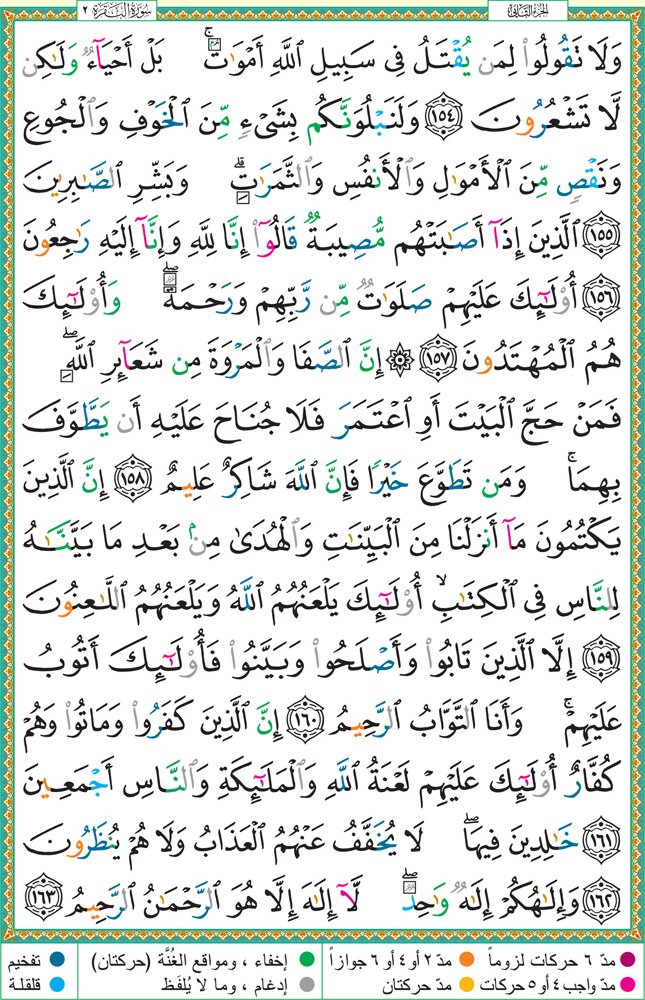 الجزء الثاني
سورة البقرة ٢
وَلَا تَقُولُوا۟ لِمَن يُقْتَلُ فِى سَبِيلِ ٱللَّهِ أَمْوَٰتٌۢ ۚ بَلْ أَحْيَآءٌ وَلَٰكِن
لَّا تَشْعُرُونَ ١٥٤ وَلَنَبْلُوَنَّكُم بِشَىْءٍ مِّنَ ٱلْخَوْفِ وَٱلْجُوعِ
وَنَقْصٍ مِّنَ ٱلْأَمْوَٰلِ وَٱلْأَنفُسِ وَٱلثَّمَرَٰتِ ۗ وَبَشِّرِ ٱلصَّٰبِرِينَ
١٥٥ ٱلَّذِينَ إِذَآ أَصَٰبَتْهُم مُّصِيبَةٌ قَالُوٓا۟ إِنَّا لِلَّهِ وَإِنَّآ إِلَيْهِ رَٰجِعُونَ
١٥٦ أُو۟لَٰٓئِكَ عَلَيْهِمْ صَلَوَٰتٌ مِّن رَّبِّهِمْ وَرَحْمَةٌ ۖ وَأُو۟لَٰٓئِكَ
هُمُ ٱلْمُهْتَدُونَ ١٥٧ ۞ إِنَّ ٱلصَّفَا وَٱلْمَرْوَةَ مِن شَعَآئِرِ ٱللَّهِ ۖ
فَمَنْ حَجَّ ٱلْبَيْتَ أَوِ ٱعْتَمَرَ فَلَا جُنَاحَ عَلَيْهِ أَن يَطَّوَّفَ
بِهِمَا ۚ وَمَن تَطَوَّعَ خَيْرًا فَإِنَّ ٱللَّهَ شَاكِرٌ عَلِيمٌ ١٥٨ إِنَّ ٱلَّذِينَ
يَكْتُمُونَ مَآ أَنزَلْنَا مِنَ ٱلْبَيِّنَٰتِ وَٱلْهُدَىٰ مِنۢ بَعْدِ مَا بَيَّنَّٰهُ
لِلنَّاسِ فِى ٱلْكِتَٰبِ ۙ أُو۟لَٰٓئِكَ يَلْعَنُهُمُ ٱللَّهُ وَيَلْعَنُهُمُ ٱللَّٰعِنُونَ
١٥٩ إِلَّا ٱلَّذِينَ تَابُوا۟ وَأَصْلَحُوا۟ وَبَيَّنُوا۟ فَأُو۟لَٰٓئِكَ أَتُوبُ
عَلَيْهِمْ ۚ وَأَنَا ٱلتَّوَّابُ ٱلرَّحِيمُ ١٦٠ إِنَّ ٱلَّذِينَ كَفَرُوا۟ وَمَاتُوا۟ وَهُمْ
كُفَّارٌ أُو۟لَٰٓئِكَ عَلَيْهِمْ لَعْنَةُ ٱللَّهِ وَٱلْمَلَٰٓئِكَةِ وَٱلنَّاسِ أَجْمَعِينَ
١٦١ خَٰلِدِينَ فِيهَا ۖ لَا يُخَفَّفُ عَنْهُمُ ٱلْعَذَابُ وَلَا هُمْ يُنظَرُونَ
١٦٢ وَإِلَٰهُكُمْ إِلَٰهٌ وَٰحِدٌ ۖ لَّآ إِلَٰهَ إِلَّا هُوَ ٱلرَّحْمَٰنُ ٱلرَّحِيمُ ١٦٣
مدّ ٦ حركات لزوماً مدّ ٢ أو ٤ أو ٦ جوازاً إخفاء ، ومواقع الغُنَّة (حركتان) تفخيم
مدّ واجب ٤ أو ٥ حركات مدّ حركتان إدغام ، وما لا يُلفَظ قلقلة